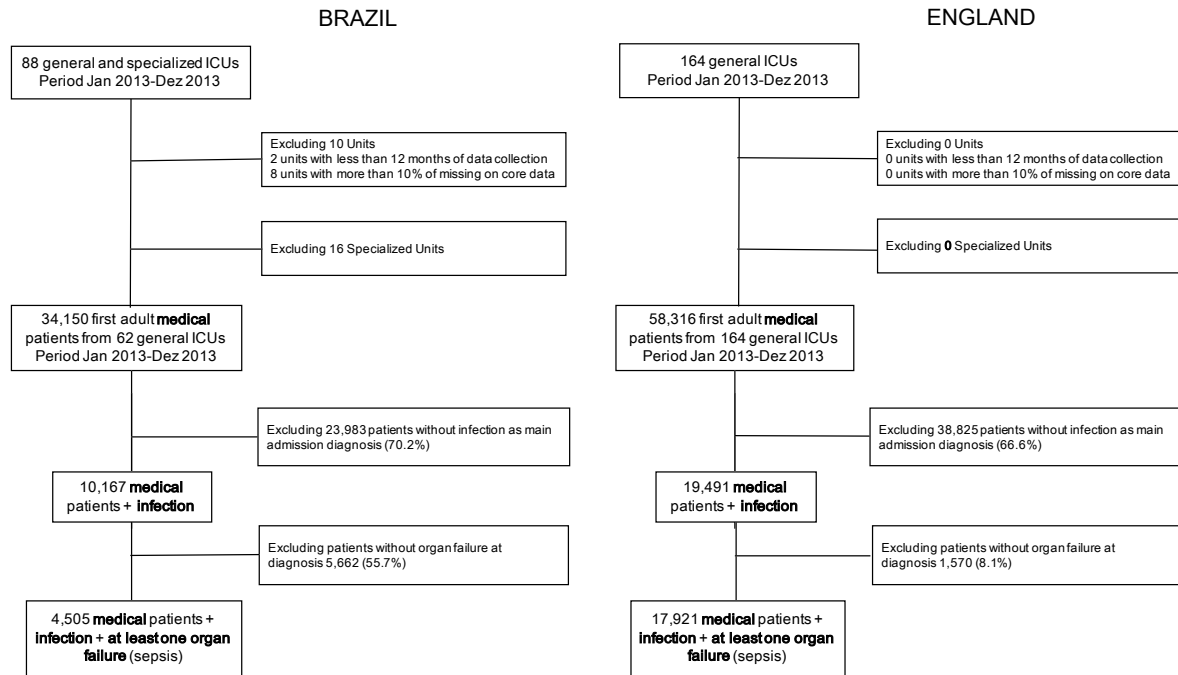 BRAZIL
88 general and specialized ICUs
Period Jan 2013-Dez 2013
Excluding 10 Units
2 units with less than 12 months of data collection
8 units with more than 10% of missing on core data
Excluding 16 Specialized Units
34,150 first adult medical
patients from 62 general ICUs
Period Jan 2013-Dez 2013
Excluding 23,983 patients without infection as main
admission diagnosis (70.2%)
10,167 medical
patients + infection
Excluding patients without organ failure at
diagnosis 5,662 (55.7%)
4,505 medical patients +
infection + at least one organ
failure (sepsis)
ENGLAND
164 general ICUs
Period Jan 2013-Dez 2013
Excluding 0 Units
0 units with less than 12 months of data collection
0 units with more than 10% of missing on core data
Excluding 0 Specialized Units
58,316 first adult medical
patients from 164 general ICUs
Period Jan 2013-Dez 2013
Excluding 38,825 patients without infection as main
admission diagnosis (66.6%)
19,491 medical
patients + infection
Excluding patients without organ failure at
diagnosis 1,570 (8.1%)
17,921 medical patients +
infection + at least one organ
failure (sepsis)